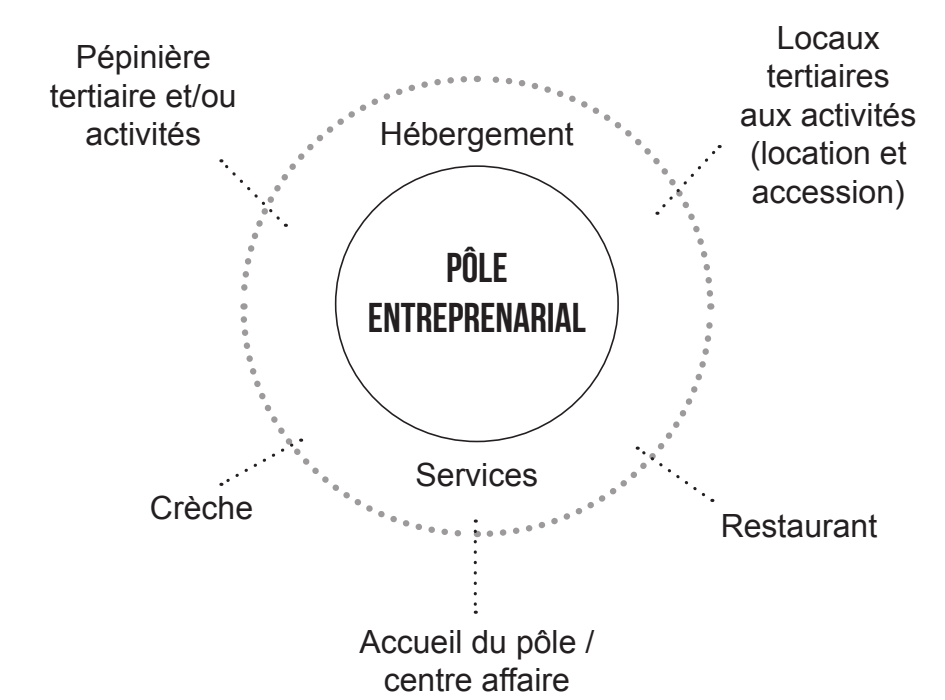 Pépinière
tertiaire et/ou
activités
Locaux
tertiaires
aux activités
(location et
accession)
Hébergement
PÔLE
ENTREPRENARIAL
Services
Crèche
Restaurant
Accueil du pôle /
centre affaire